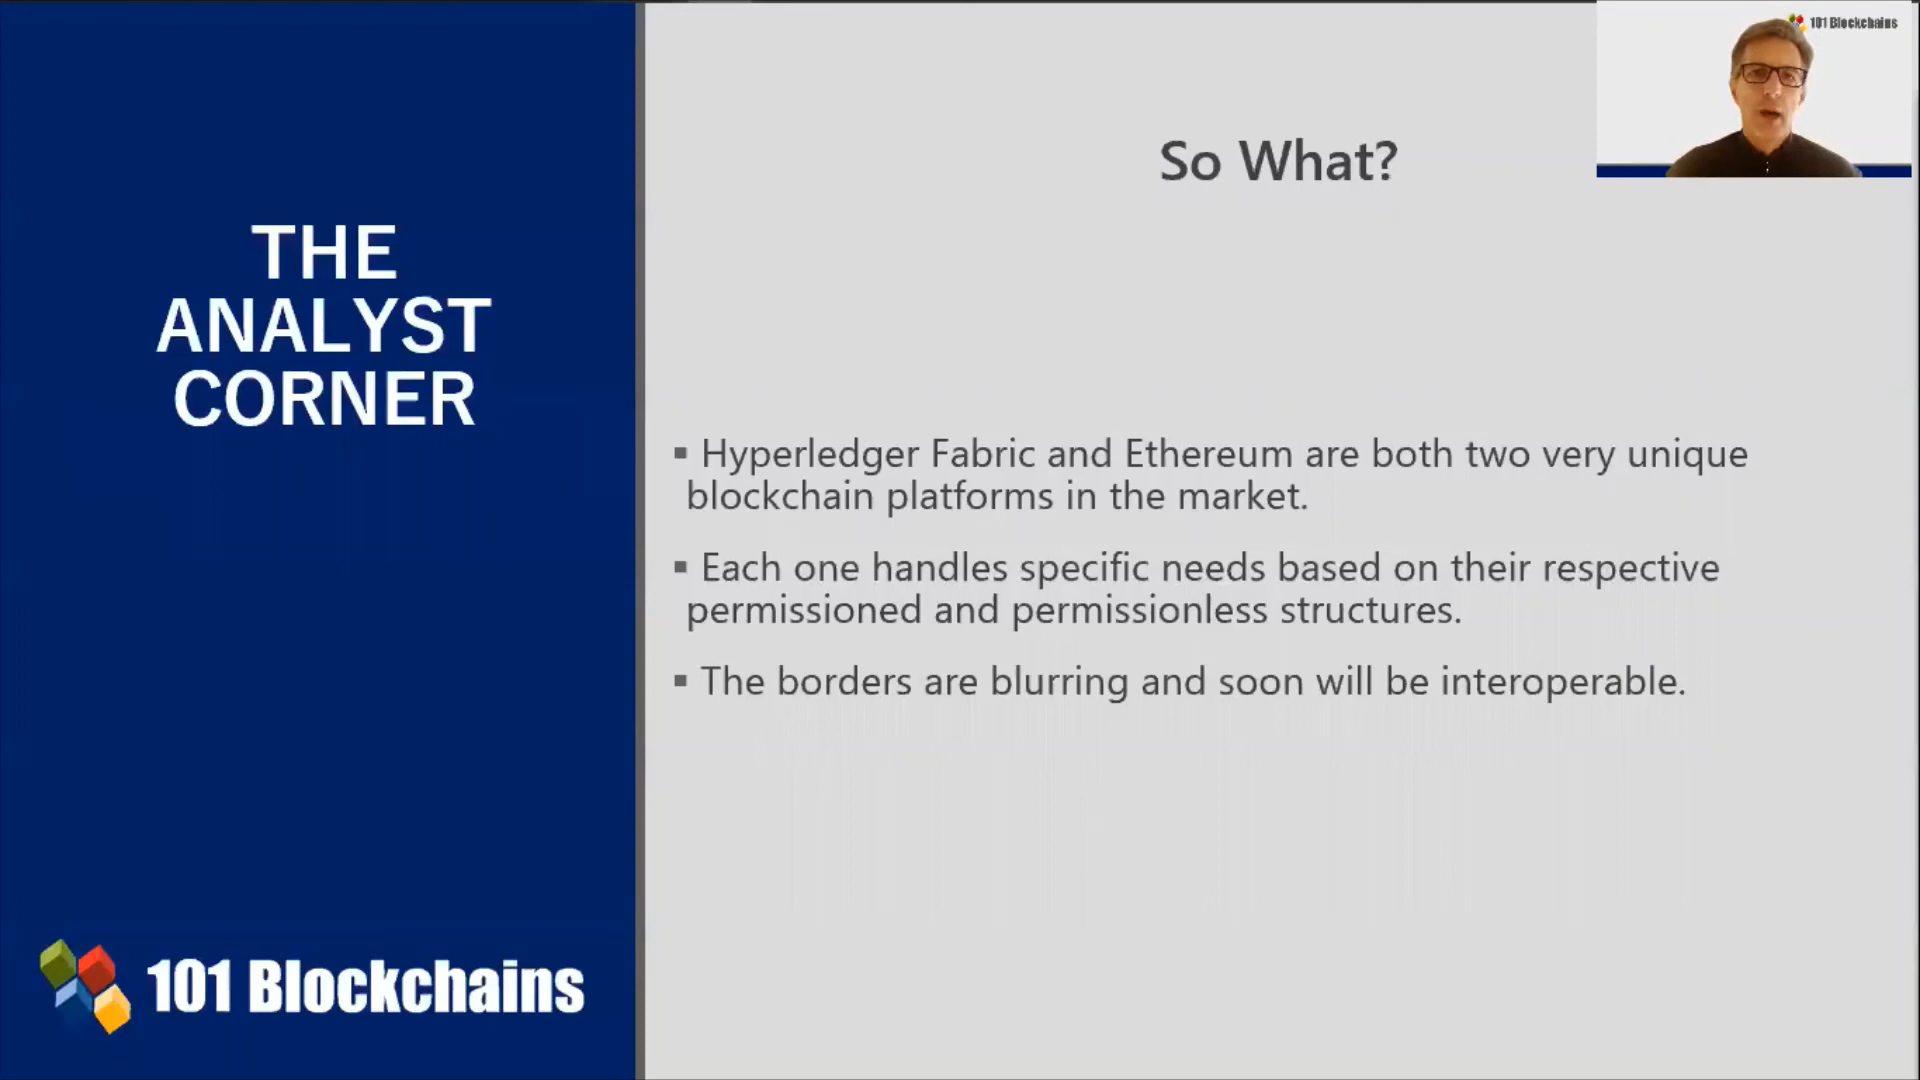 101 Blockchains
So What?
THE
ANALYST
CORNER
▪ Hyperledger Fabric and Ethereum are both two very unique
blockchain platforms in the market.
▪ Each one handles specific needs based on their respective
permissioned and permissionless structures.
▪ The borders are blurring and soon will be interoperable.
101 Blockchains